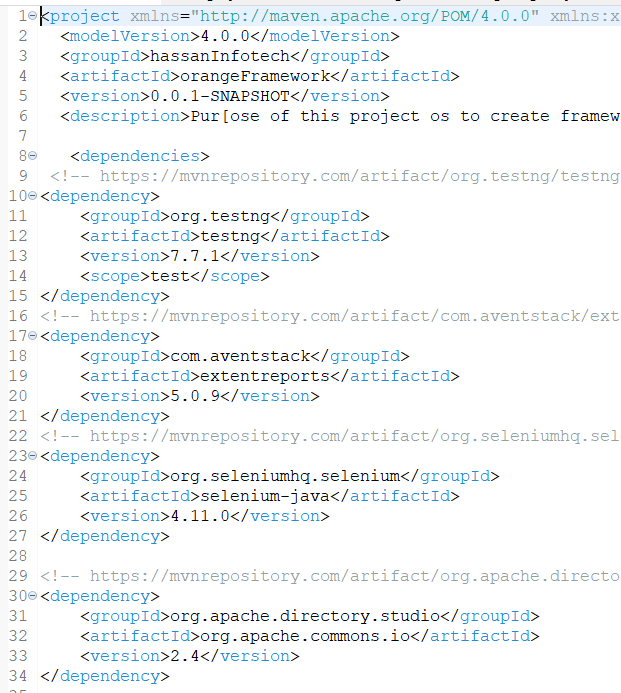 1 <project xmlns="http://maven.apache.org/POM/4.0.0" xmlns:x
2 <modelVersion>4.0.0</modelVersion>
3 <groupId>hassanInfotech</groupId>
4 <artifactId>orangeFramework</artifactId>
5 <version>0.0.1-SNAPSHOT</version>
6 <description>Pur[ose of this project os to create framew
7
8 <dependencies>
9 <!-- https://mvnrepository.com/artifact/org.testng/testng
10 <dependency>
11 <groupId>org.testng</groupId>
12 <artifactId>testng</artifactId>
13 <version>7.7.1</version>
14 <scope>test</scope>
15 </dependency>
16 <!-- https://mvnrepository.com/artifact/com.aventstack/ext
17 <dependency>
18 <groupId>com.aventstack</groupId>
19 <artifactId>extentreports</artifactId>
20 <version>5.0.9</version>
21 </dependency>
22 <!-- https://mvnrepository.com/artifact/org.seleniumhq.sel
23 <dependency>
24 <groupId>org.seleniumhq.selenium</groupId>
25 <artifactId>selenium-java</artifactId>
26 <version>4.11.0</version>
27 </dependency>
28
29 <!-- https://mvnrepository.com/artifact/org.apache.directo
30 <dependency>
31 <groupId>org.apache.directory.studio</groupId>
32 <artifactId>org.apache.commons.io</artifactId>
33 <version>2.4</version>
34 </dependency>